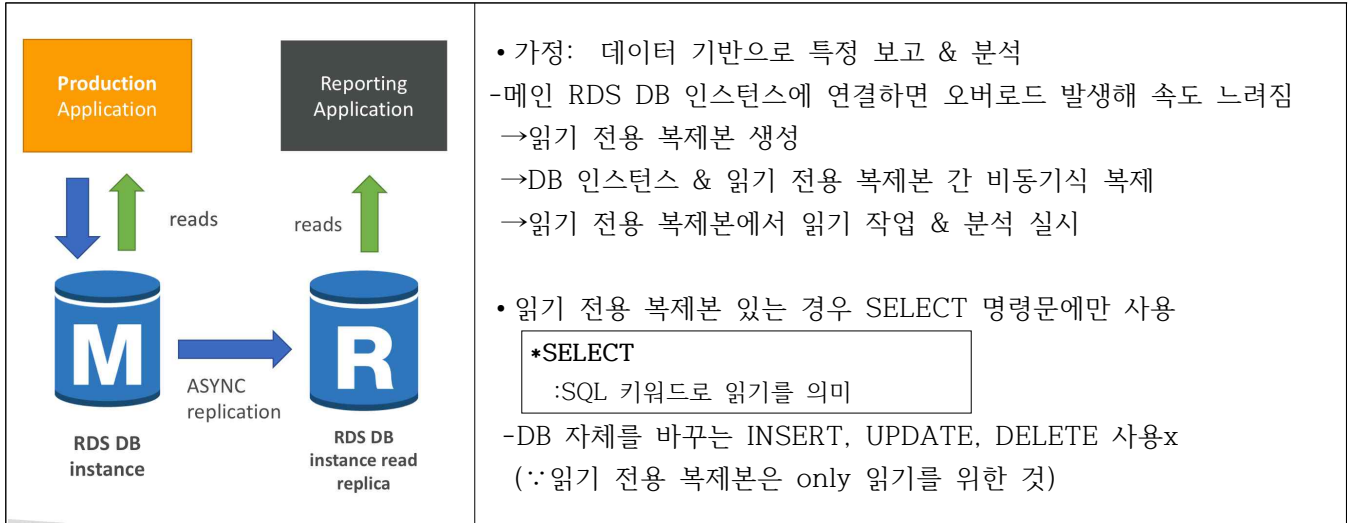 Production
Application
Reporting
Application
reads
reads
M
R
ASYNC
replication
RDS DB
instance
RDS DB
instance read
replica
•가정: 데이터 기반으로 특정 보고 & 분석
-메인 RDS DB 인스턴스에 연결하면 오버로드 발생해 속도 느려짐
→읽기 전용 복제본 생성
→DB 인스턴스 & 읽기 전용 복제본 간 비동기식 복제
→읽기 전용 복제본에서 읽기 작업 & 분석 실시
•읽기 전용 복제본 있는 경우 SELECT 명령문에만 사용
*SELECT
:SQL 키워드로 읽기를 의미
-DB 자체를 바꾸는 INSERT, UPDATE, DELETE 사용x
(∵읽기 전용 복제본은 only 읽기를 위한 것)